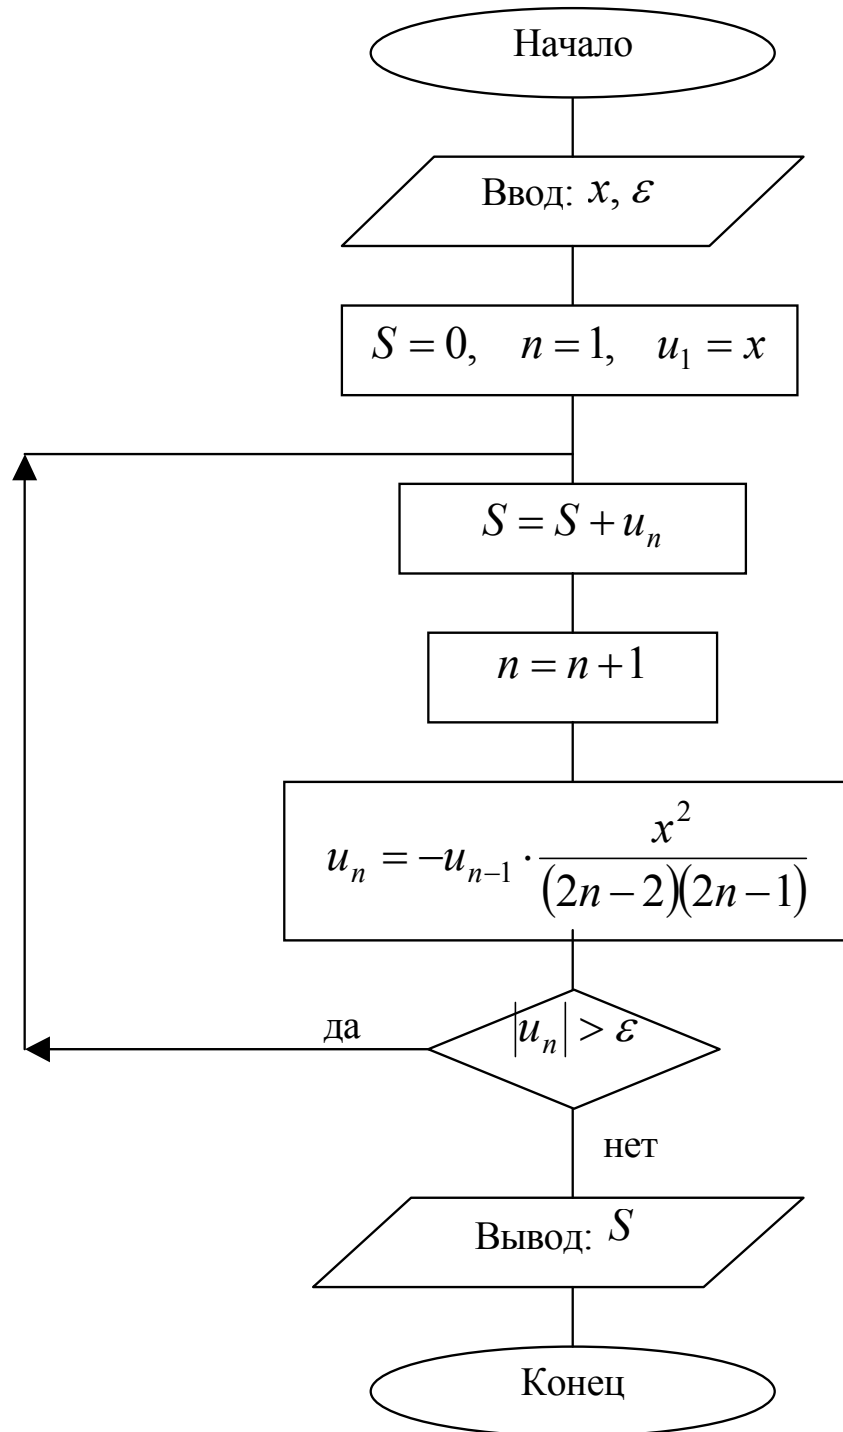 Начало
Ввод: x, ε
S = 0, n = 1, u₁ = x
S = S + uₙ
n = n + 1
uₙ = −uₙ₋₁ · x² / (2n − 2)(2n − 1)
|uₙ| > ε
да
нет
Вывод: S
Конец